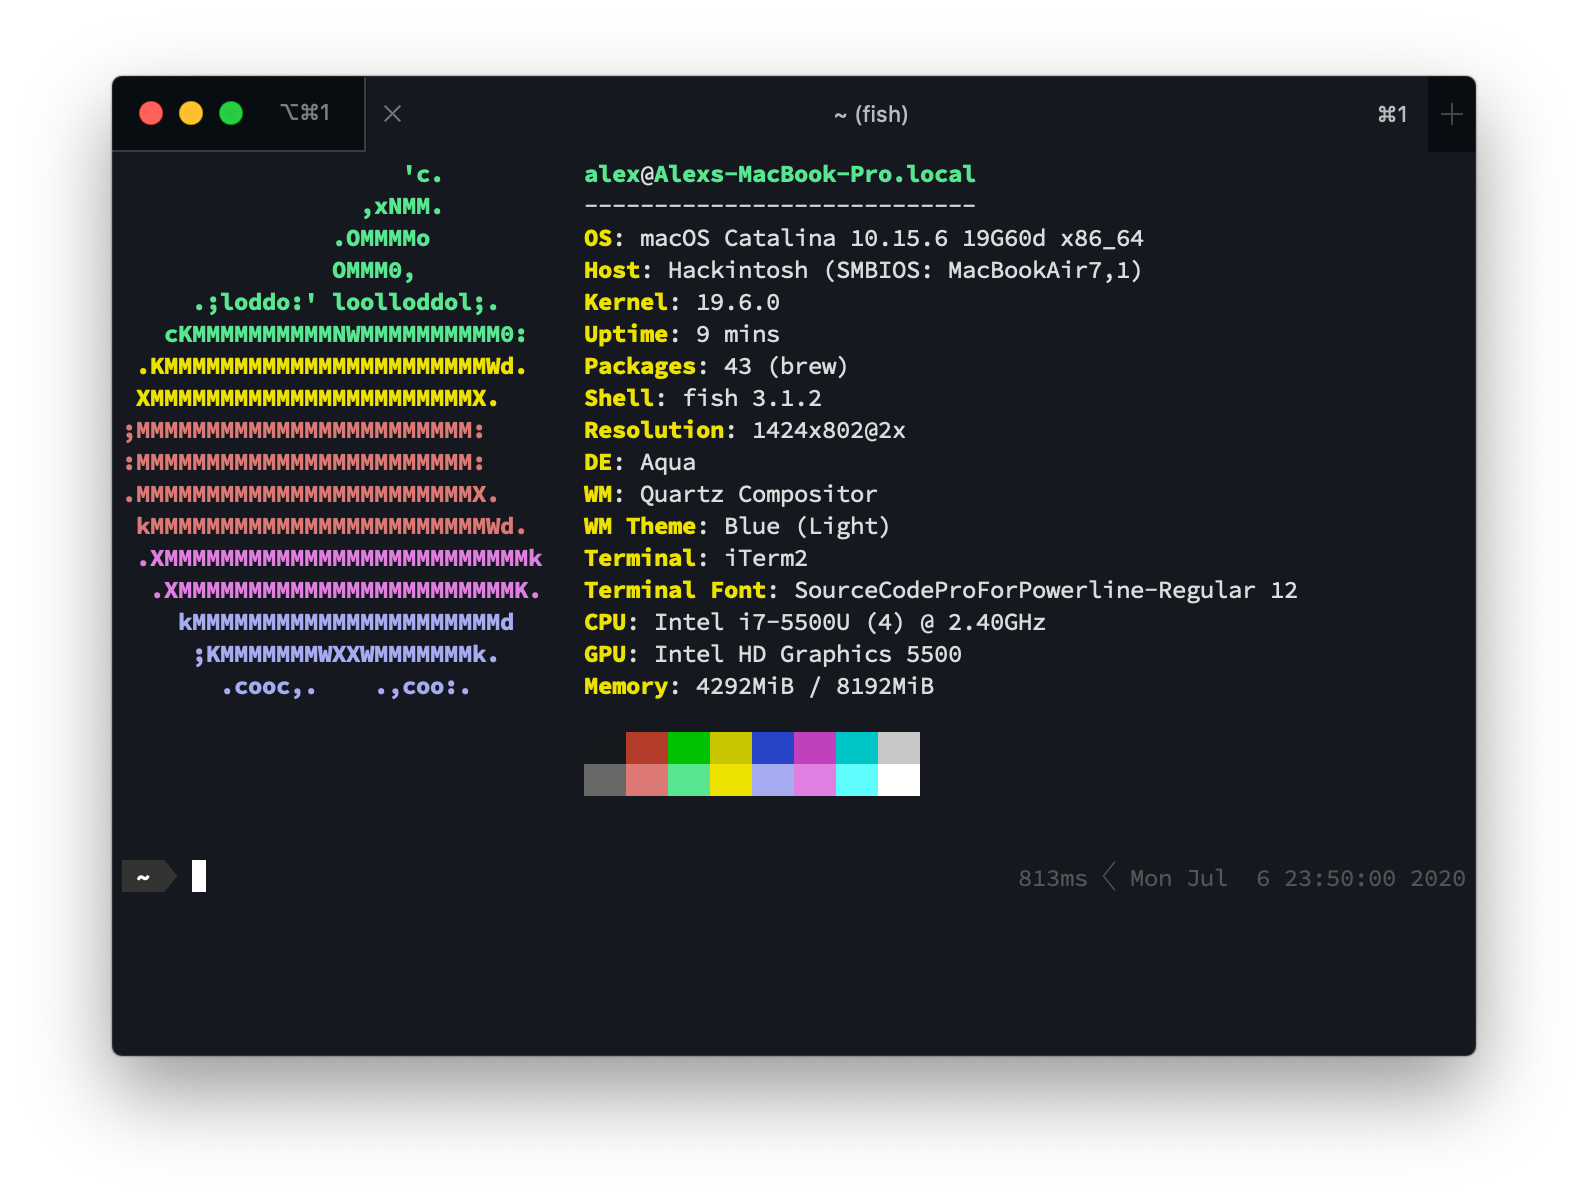 ⌥⌘1 ~ (fish) ⌘1
'c. alex@Alexs-MacBook-Pro.local
,xNMM. ----------------------------
.OMMMMo OS: macOS Catalina 10.15.6 19G60d x86_64
OMMM0, Host: Hackintosh (SMBIOS: MacBookAir7,1)
.;loddo:' loolloddol;. Kernel: 19.6.0
cKMMMMMMMMMMNWMMMMMMMMMM0: Uptime: 9 mins
.KMMMMMMMMMMMMMMMMMMMMMMMWd. Packages: 43 (brew)
XMMMMMMMMMMMMMMMMMMMMMMMX. Shell: fish 3.1.2
;MMMMMMMMMMMMMMMMMMMMMMMM: Resolution: 1424x802@2x
:MMMMMMMMMMMMMMMMMMMMMMMM: DE: Aqua
.MMMMMMMMMMMMMMMMMMMMMMMMX. WM: Quartz Compositor
kMMMMMMMMMMMMMMMMMMMMMMMMWd. WM Theme: Blue (Light)
.XMMMMMMMMMMMMMMMMMMMMMMMMMMk Terminal: iTerm2
.XMMMMMMMMMMMMMMMMMMMMMMMMK. Terminal Font: SourceCodeProForPowerline-Regular 12
kMMMMMMMMMMMMMMMMMMMMMMd CPU: Intel i7-5500U (4) @ 2.40GHz
;KMMMMMMMWXXWMMMMMMMk. GPU: Intel HD Graphics 5500
.cooc,. .,coo:. Memory: 4292MiB / 8192MiB
~ 813ms Mon Jul 6 23:50:00 2020